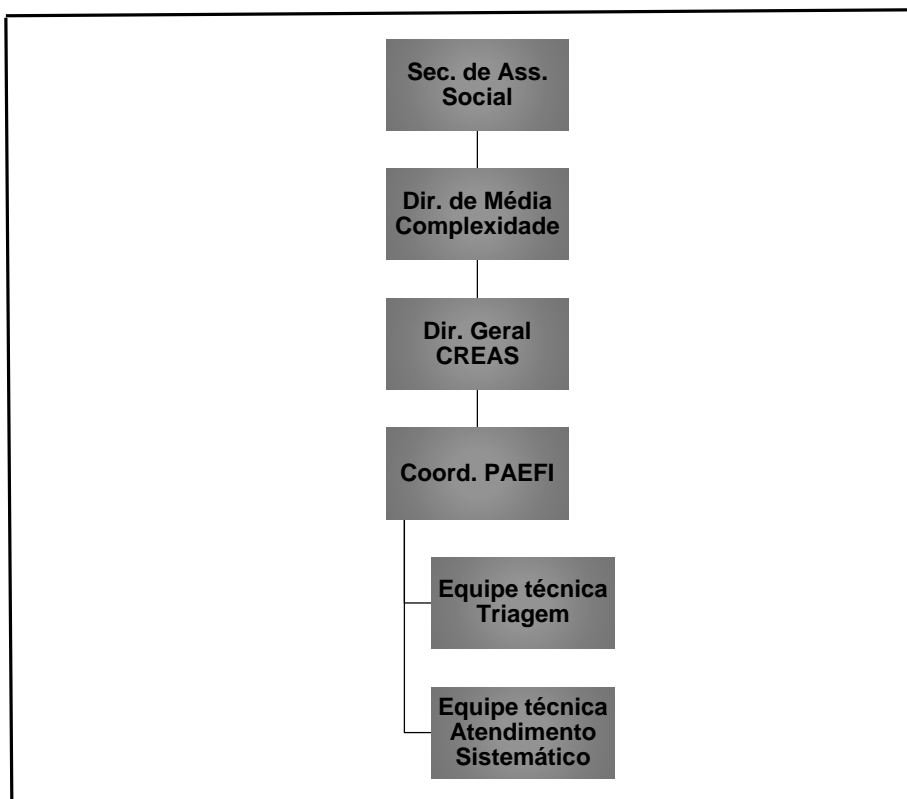 Sec. de Ass.
Social
Dir. de Média
Complexidade
Dir. Geral
CREAS
Coord. PAEFI
Equipe técnica
Triagem
Equipe técnica
Atendimento
Sistemático